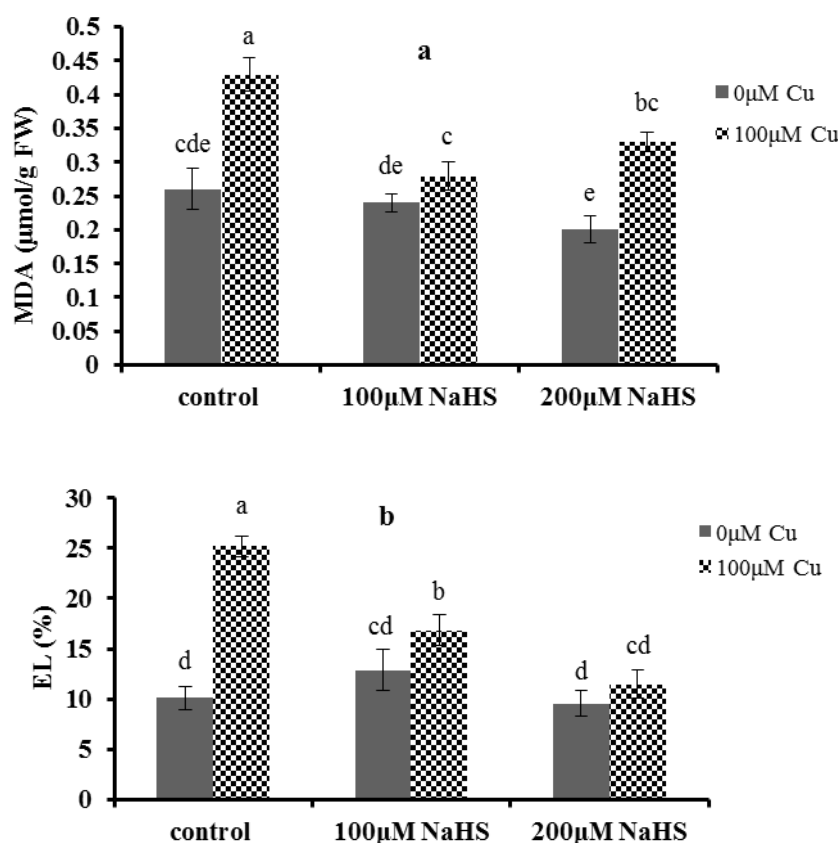 a
MDA (μmol/g FW)
0.5
0.45
0.4
0.35
0.3
0.25
0.2
0.15
0.1
0.05
0
cde
a
de
c
e
bc
0μM Cu
100μM Cu
control
100μM NaHS
200μM NaHS
b
EL (%)
30
25
20
15
10
5
0
d
a
cd
b
d
cd
0μM Cu
100μM Cu
control
100μM NaHS
200μM NaHS